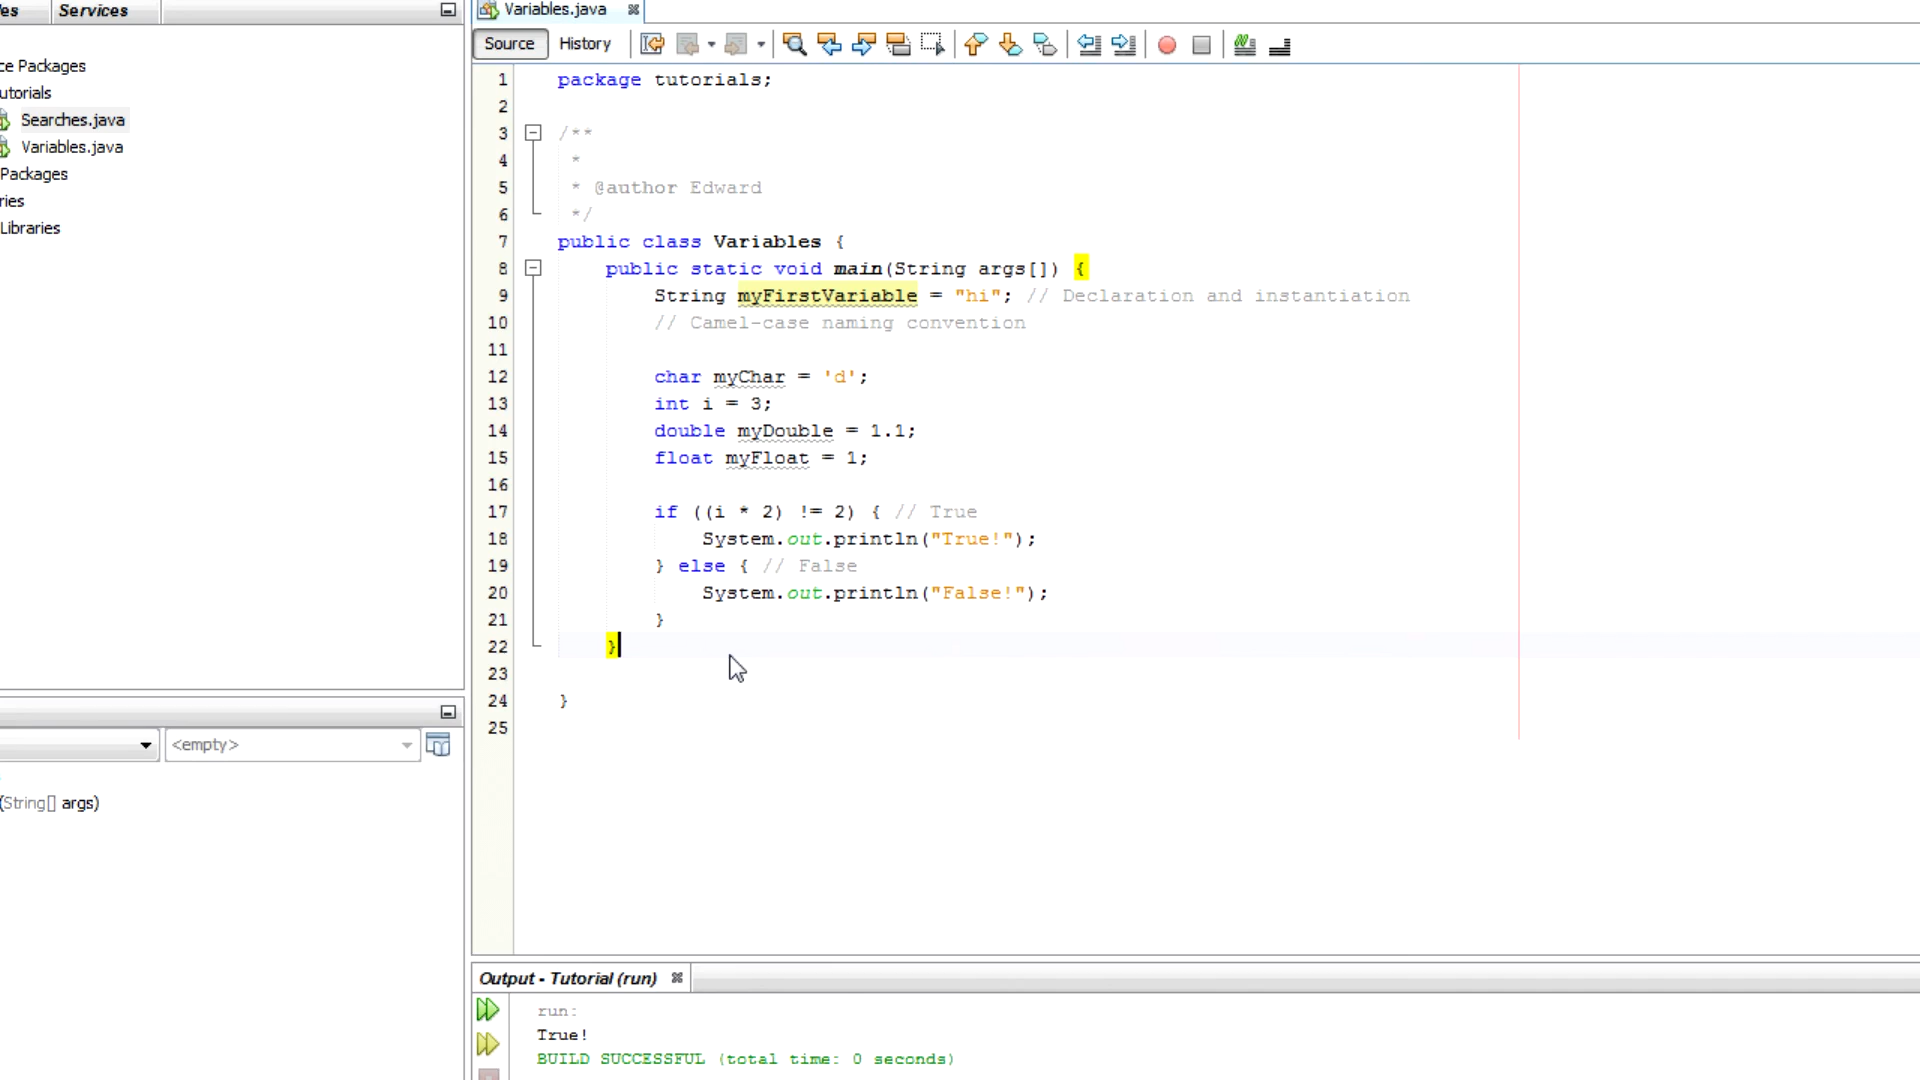 es Services
ce Packages
utorials
Searches.java
Variables.java
Packages
ries
Libraries
<empty>
(String[] args)
Variables.java
Source History
1 package tutorials;
2
3 /**
4 *
5 * @author Edward
6 */
7 public class Variables {
8 public static void main(String args[]) {
9 String myFirstVariable = "hi"; // Declaration and instantiation
10 // Camel-case naming convention
11
12 char myChar = 'd';
13 int i = 3;
14 double myDouble = 1.1;
15 float myFloat = 1;
16
17 if ((i * 2) != 2) { // True
18 System.out.println("True!");
19 } else { // False
20 System.out.println("False!");
21 }
22 }
23
24 }
25
Output - Tutorial (run)
run:
True!
BUILD SUCCESSFUL (total time: 0 seconds)